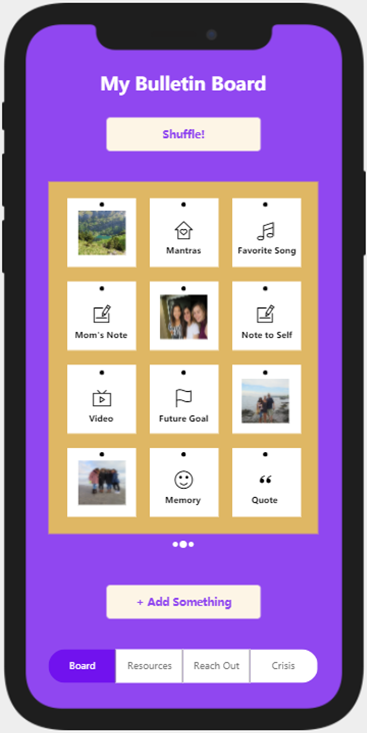 My Bulletin Board
Shuffle!
Mantras
Favorite Song
Mom's Note
Note to Self
Video
Future Goal
Memory
Quote
+ Add Something
Board
Resources
Reach Out
Crisis